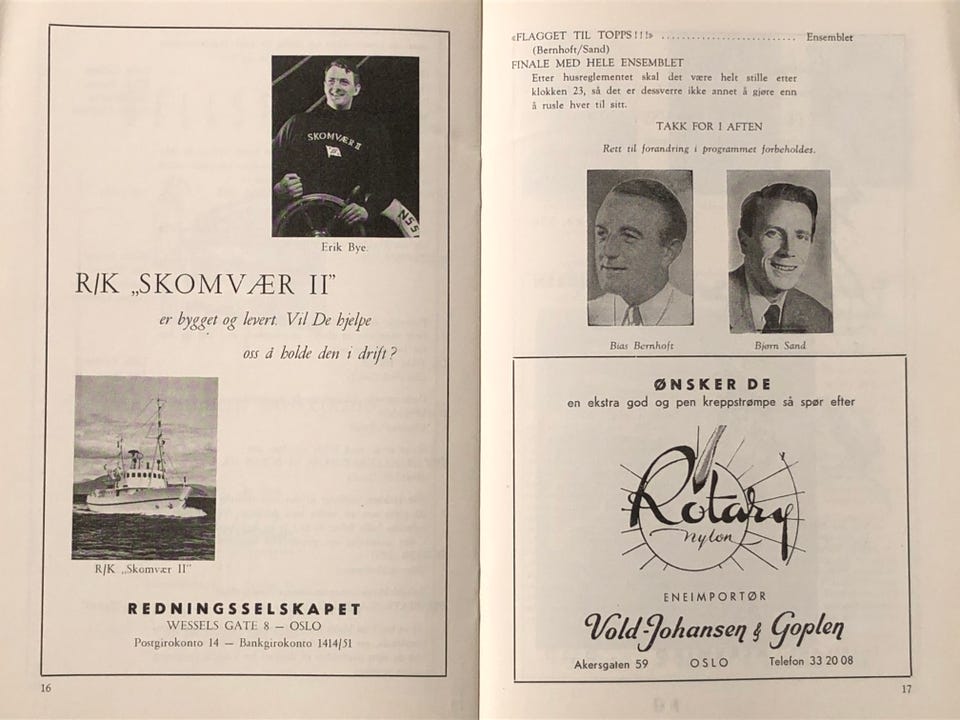 SKOMVÆR II
NSSR
Erik Bye.
R/K „SKOMVÆR II”
er bygget og levert. Vil De hjelpe
oss å holde den i drift?
R/K „Skomvær II”
REDNINGSSELSKAPET
WESSELS GATE 8 — OSLO
Postgirokonto 14 — Bankgirokonto 1414/51
16
«FLAGGET TIL TOPPS!!!» .......................... Ensemblet
(Bernhoft/Sand)
FINALE MED HELE ENSEMBLET
Etter husreglementet skal det være helt stille etter
klokken 23, så det er dessverre ikke annet å gjøre enn
å rusle hver til sitt.
TAKK FOR I AFTEN
Rett til forandring i programmet forbeholdes.
Bias Bernhoft
Bjørn Sand
ØNSKER DE
en ekstra god og pen kreppstrømpe så spør efter
Rotary
nylon
ENEIMPORTØR
Vold-Johansen & Goplen
Akersgaten 59 OSLO Telefon 33 20 08
17